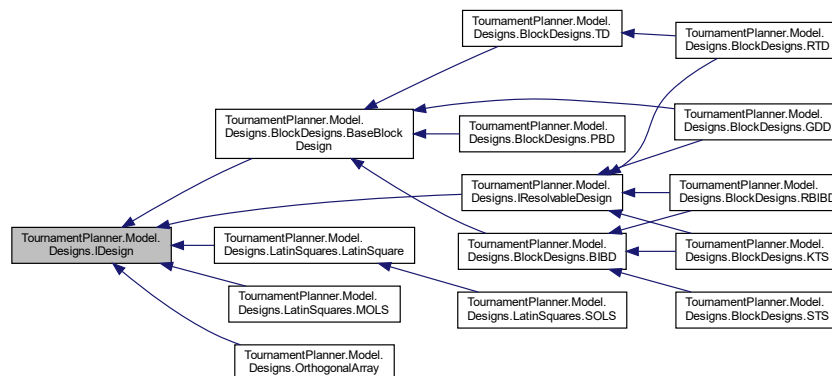 TournamentPlanner.Model.
Designs.IDesign
TournamentPlanner.Model.
Designs.BlockDesigns.BaseBlock
Design
TournamentPlanner.Model.
Designs.LatinSquares.LatinSquare
TournamentPlanner.Model.
Designs.LatinSquares.MOLS
TournamentPlanner.Model.
Designs.OrthogonalArray
TournamentPlanner.Model.
Designs.BlockDesigns.TD
TournamentPlanner.Model.
Designs.BlockDesigns.PBD
TournamentPlanner.Model.
Designs.IResolvableDesign
TournamentPlanner.Model.
Designs.BlockDesigns.BIBD
TournamentPlanner.Model.
Designs.LatinSquares.SOLS
TournamentPlanner.Model.
Designs.BlockDesigns.RTD
TournamentPlanner.Model.
Designs.BlockDesigns.GDD
TournamentPlanner.Model.
Designs.BlockDesigns.RBIBD
TournamentPlanner.Model.
Designs.BlockDesigns.KTS
TournamentPlanner.Model.
Designs.BlockDesigns.STS